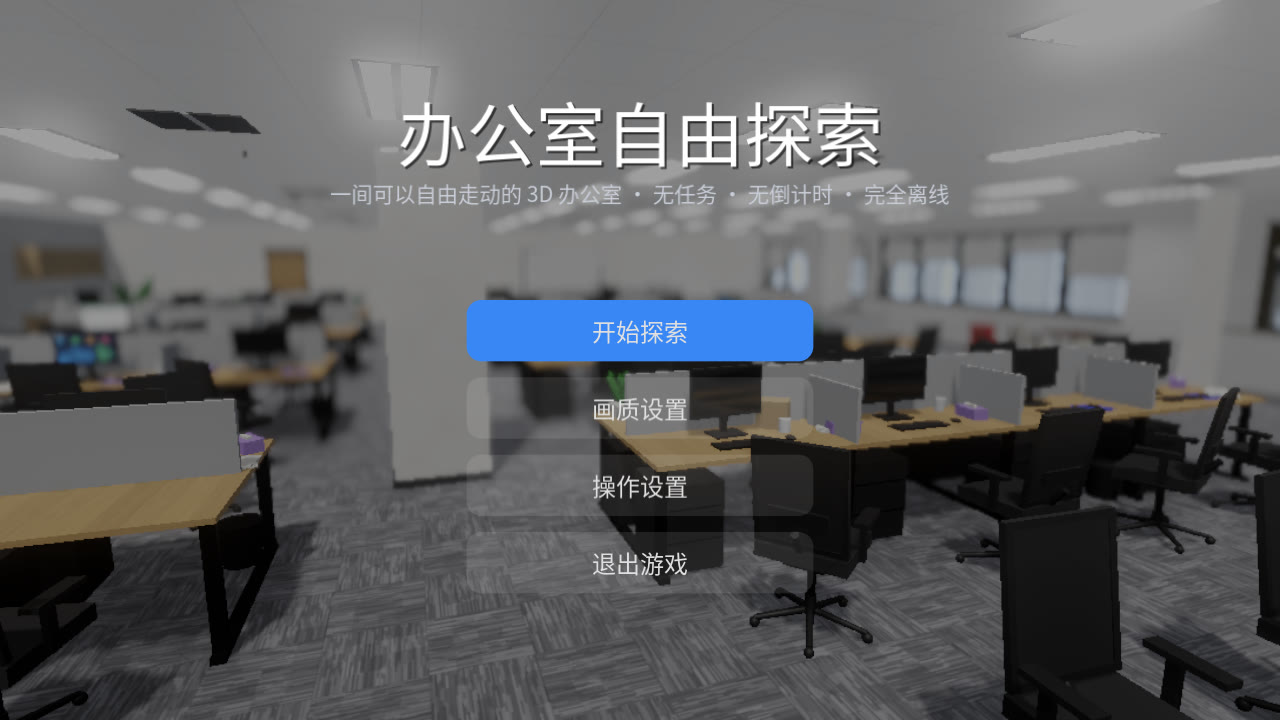 办公室自由探索
一间可以自由走动的 3D 办公室 · 无任务 · 无倒计时 · 完全离线
开始探索
画质设置
操作设置
退出游戏